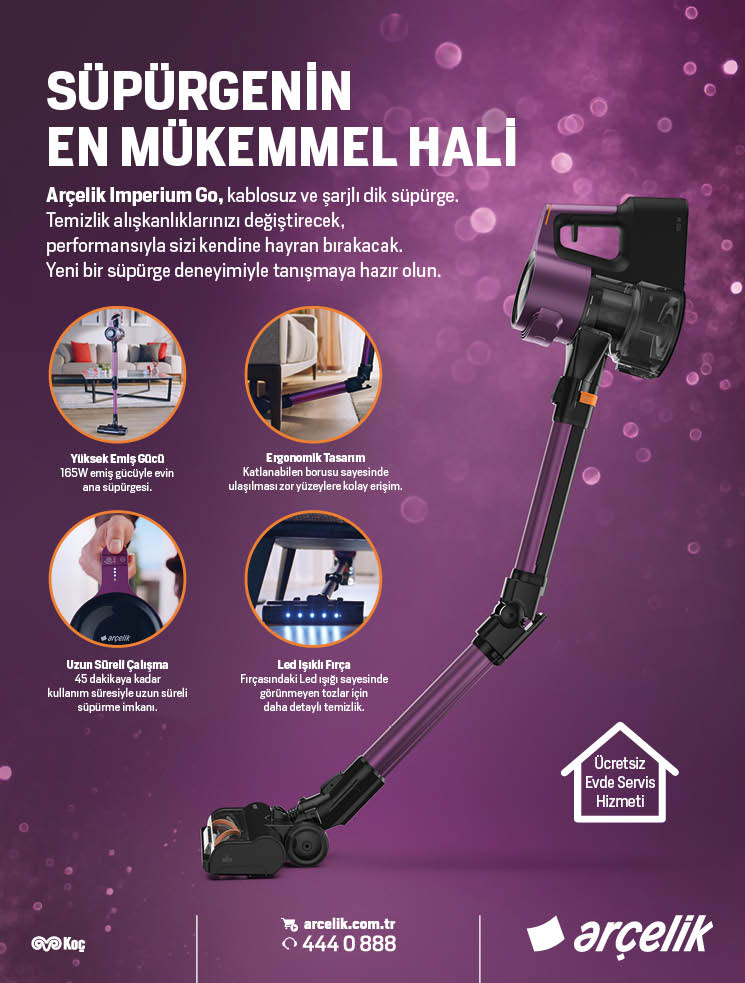 SÜPÜRGENİN
EN MÜKEMMEL HALİ
Arçelik Imperium Go, kablosuz ve şarjlı dik süpürge.
Temizlik alışkanlıklarınızı değiştirecek,
performansıyla sizi kendine hayran bırakacak.
Yeni bir süpürge deneyimiyle tanışmaya hazır olun.
Yüksek Emiş Gücü
165W emiş gücüyle evin
ana süpürgesi.
Ergonomik Tasarım
Katlanabilen borusu sayesinde
ulaşılması zor yüzeylere kolay erişim.
arçelik
Uzun Süreli Çalışma
45 dakikaya kadar
kullanım süresiyle uzun süreli
süpürme imkanı.
Led Işıklı Fırça
Fırçasındaki Led ışığı sayesinde
görünmeyen tozlar için
daha detaylı temizlik.
Ücretsiz
Evde Servis
Hizmeti
Koç
arcelik.com.tr
444 0 888
arçelik